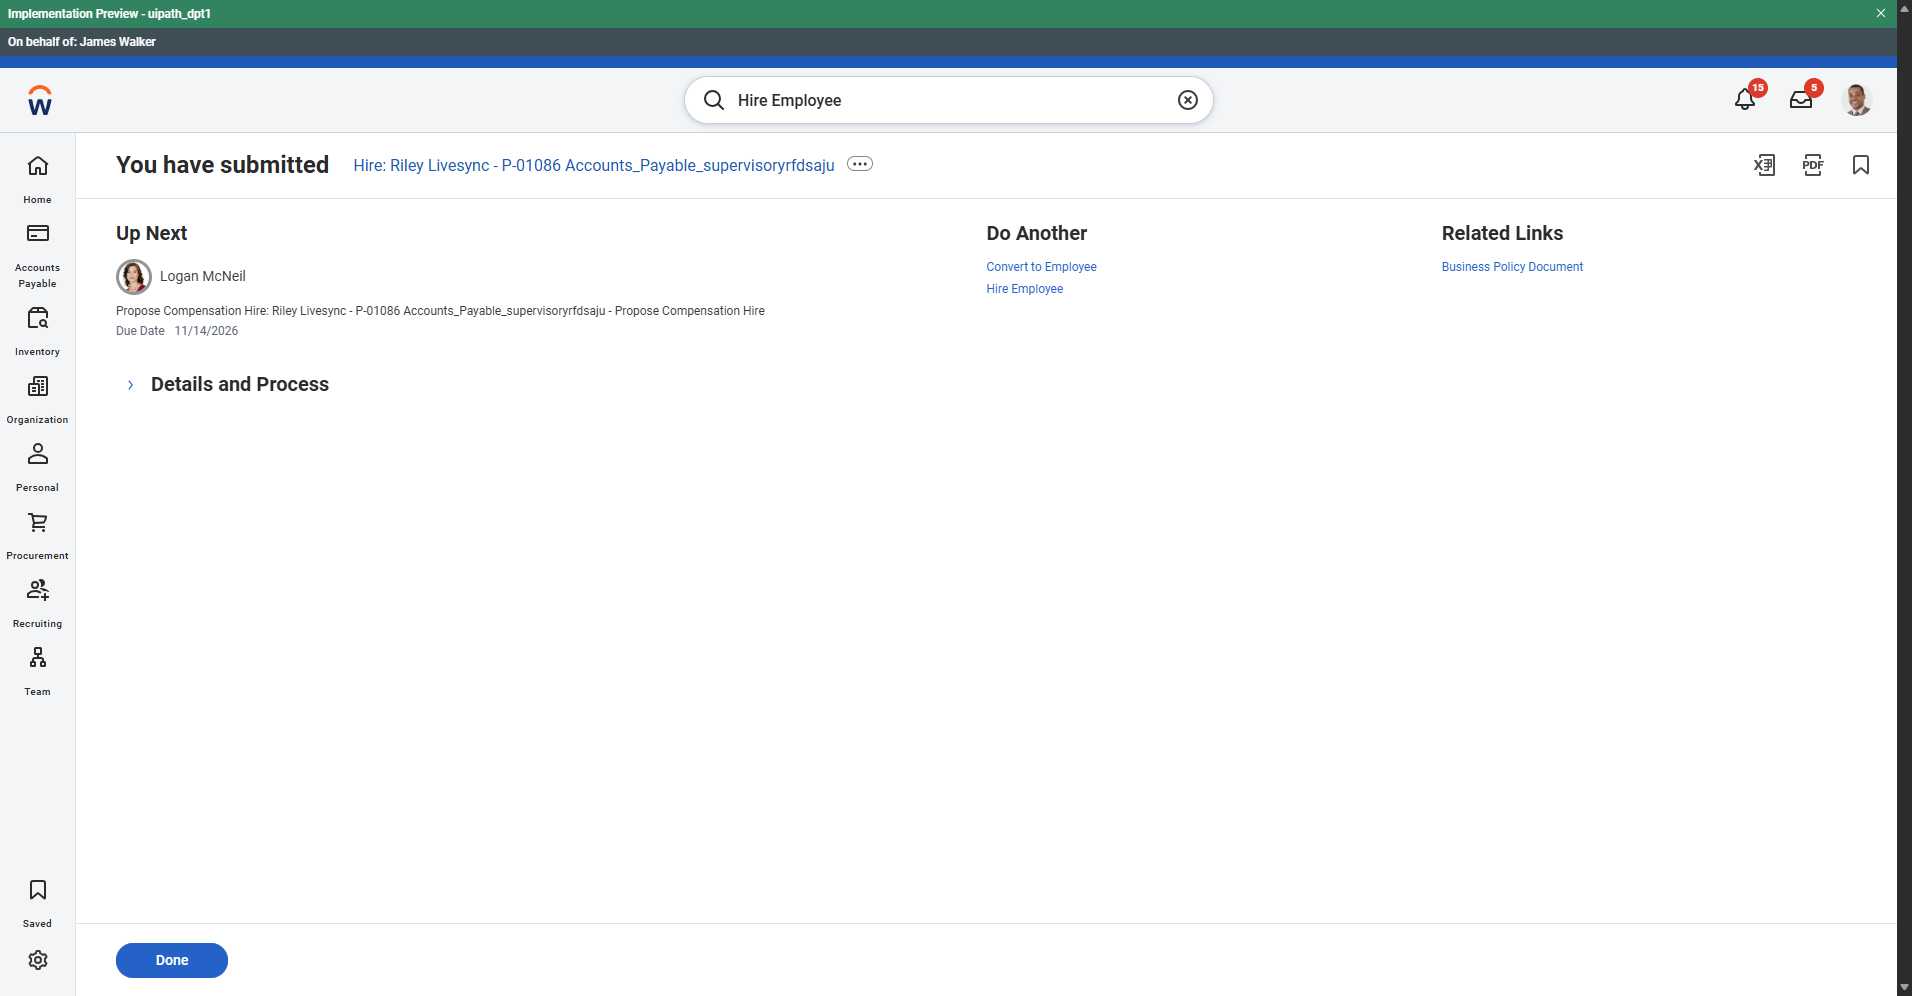 Implementation Preview - uipath_dpt1
On behalf of: James Walker
W
Hire Employee
15
5
You have submitted
Hire: Riley Livesync - P-01086 Accounts_Payable_supervisoryrfdsaju
X
PDF
Home
Accounts
Payable
Inventory
Organization
Personal
Procurement
Recruiting
Team
Saved
Up Next
Logan McNeil
Propose Compensation Hire: Riley Livesync - P-01086 Accounts_Payable_supervisoryrfdsaju - Propose Compensation Hire
Due Date 11/14/2026
Details and Process
Do Another
Convert to Employee
Hire Employee
Related Links
Business Policy Document
Done